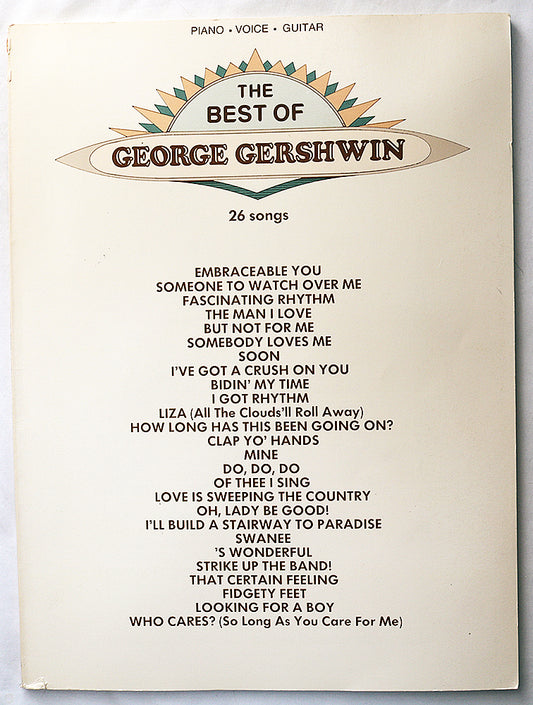 PIANO • VOICE • GUITAR
THE
BEST OF
GEORGE GERSHWIN
26 songs
EMBRACEABLE YOU
SOMEONE TO WATCH OVER ME
FASCINATING RHYTHM
THE MAN I LOVE
BUT NOT FOR ME
SOMEBODY LOVES ME
SOON
I'VE GOT A CRUSH ON YOU
BIDIN' MY TIME
I GOT RHYTHM
LIZA (All The Clouds'll Roll Away)
HOW LONG HAS THIS BEEN GOING ON?
CLAP YO' HANDS
MINE
DO, DO, DO
OF THEE I SING
LOVE IS SWEEPING THE COUNTRY
OH, LADY BE GOOD!
I'LL BUILD A STAIRWAY TO PARADISE
SWANEE
'S WONDERFUL
STRIKE UP THE BAND!
THAT CERTAIN FEELING
FIDGETY FEET
LOOKING FOR A BOY
WHO CARES? (So Long As You Care For Me)